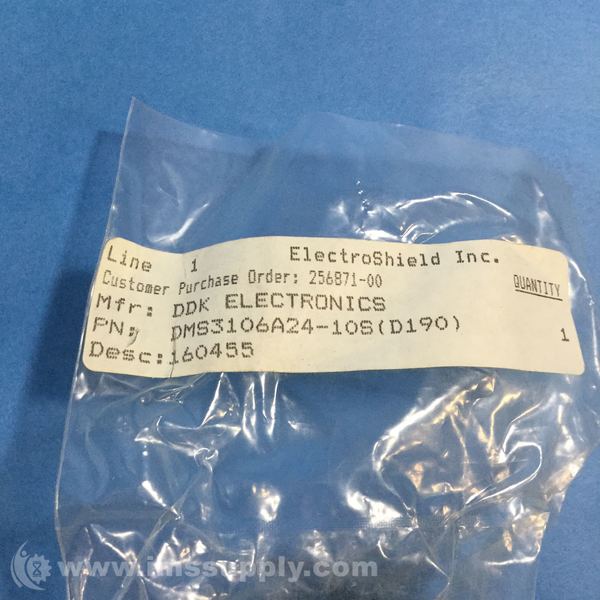 Line 1 ElectroShield Inc.
Customer Purchase Order: 256871-00
QUANTITY
Mfr: DDK ELECTRONICS
PN: DMS3106A24-10S(D190) 1
Desc:160455
www.imssupply.com